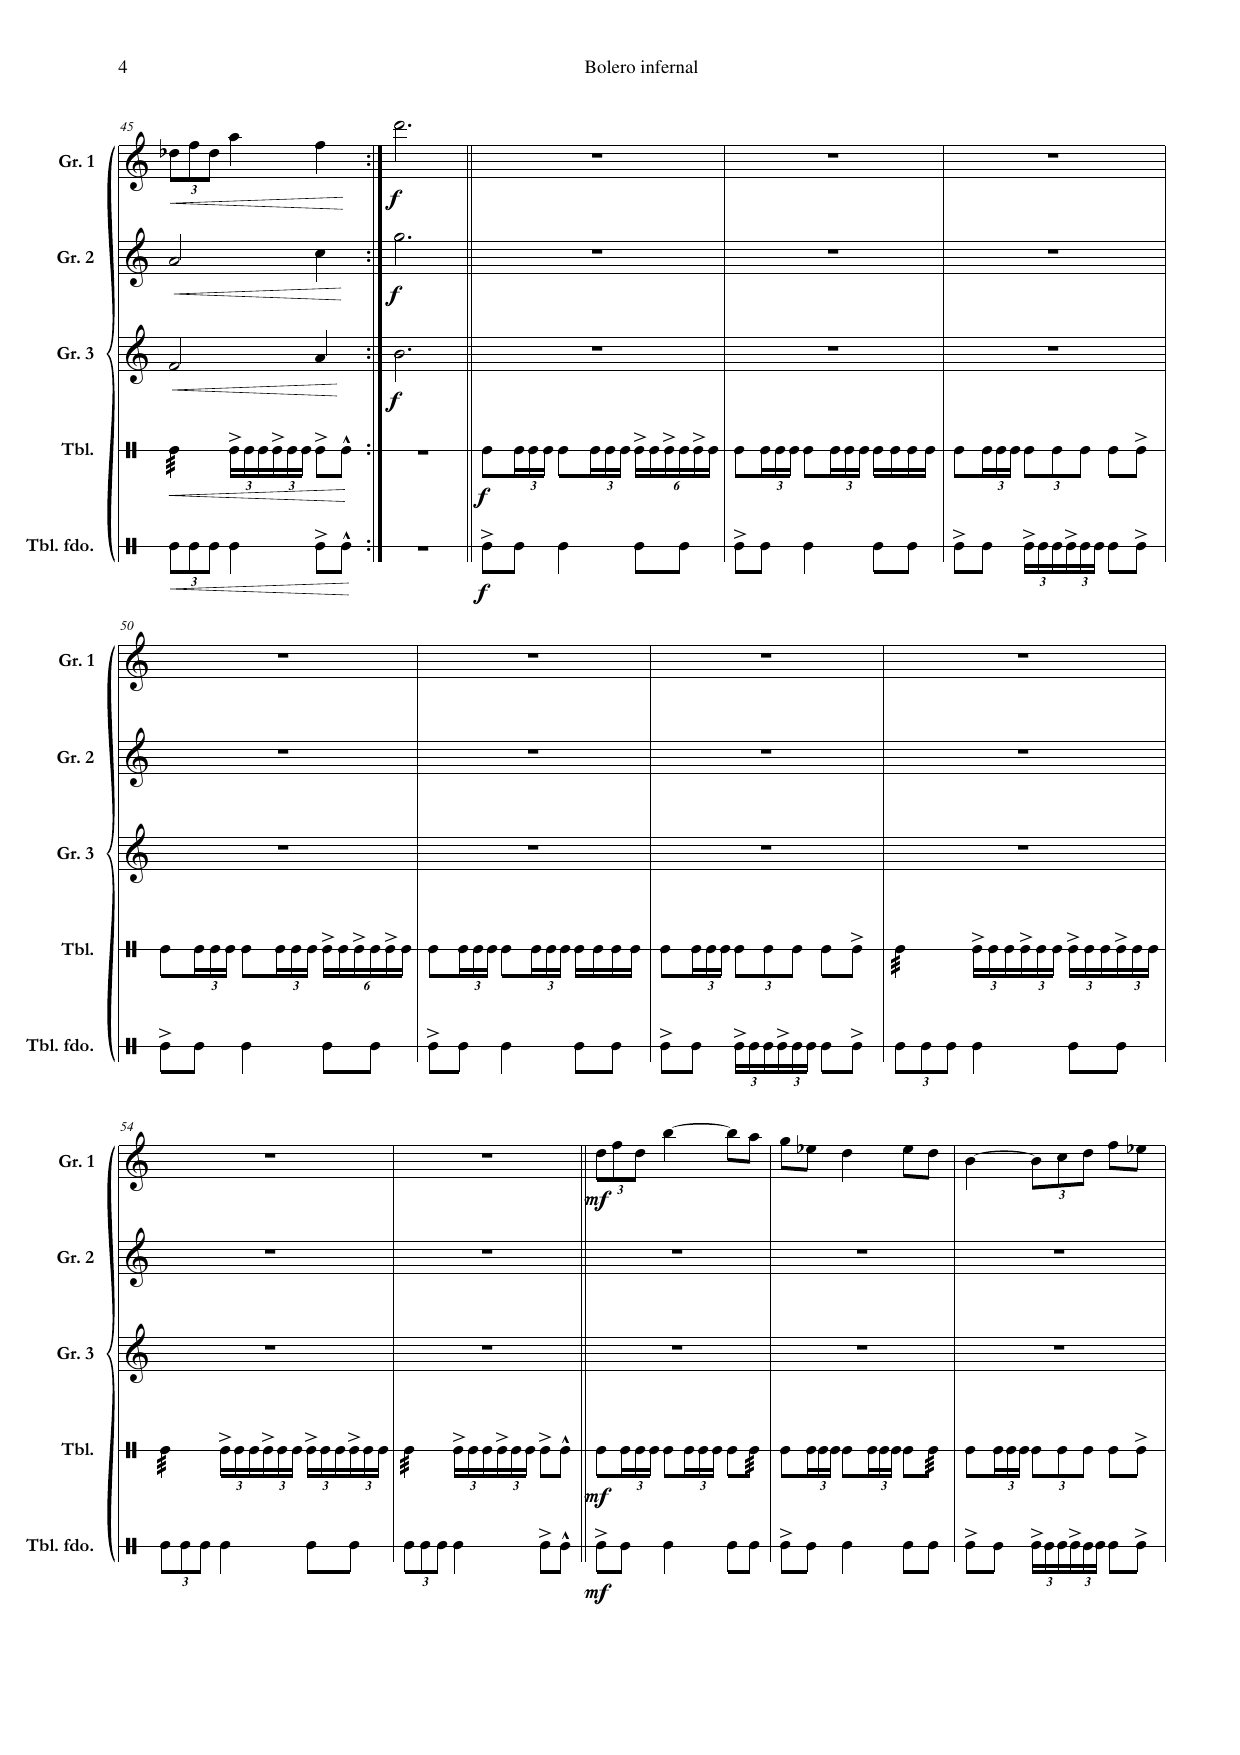 4 Bolero infernal
45
Gr. 1
3
f
Gr. 2
f
Gr. 3
f
Tbl.
3 3 3 3 6 3 3 3 3
f
Tbl. fdo.
3 3 3
f
50
Gr. 1
Gr. 2
Gr. 3
Tbl.
3 3 6 3 3 3 3 3 3 3 3
Tbl. fdo.
3 3 3
54
Gr. 1
3 3
mf
Gr. 2
Gr. 3
Tbl.
3 3 3 3 3 3 3 3 3 3 3 3
mf
Tbl. fdo.
3 3 3 3
mf